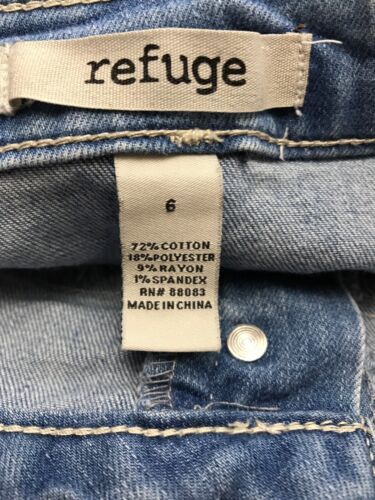 refuge
6
72% COTTON
18% POLYESTER
9% RAYON
1% SPANDEX
RN# 88083
MADE IN CHINA